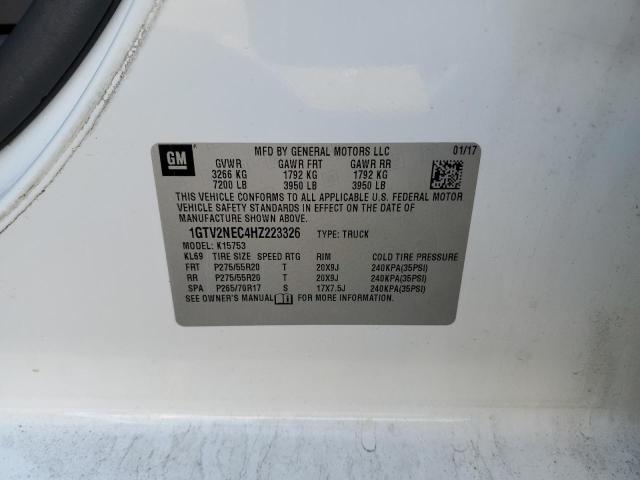 GM
MFD BY GENERAL MOTORS LLC 01/17
GVWR GAWR FRT GAWR RR
3266 KG 1792 KG 1792 KG
7200 LB 3950 LB 3950 LB
THIS VEHICLE CONFORMS TO ALL APPLICABLE U.S. FEDERAL MOTOR
VEHICLE SAFETY STANDARDS IN EFFECT ON THE DATE OF
MANUFACTURE SHOWN ABOVE.
1GTV2NEC4HZ223326 TYPE: TRUCK
MODEL: K15753
KL69 TIRE SIZE SPEED RTG RIM COLD TIRE PRESSURE
FRT P275/55R20 T 20X9J 240KPA(35PSI)
RR P275/55R20 T 20X9J 240KPA(35PSI)
SPA P265/70R17 S 17X7.5J 240KPA(35PSI)
SEE OWNER'S MANUAL FOR MORE INFORMATION.